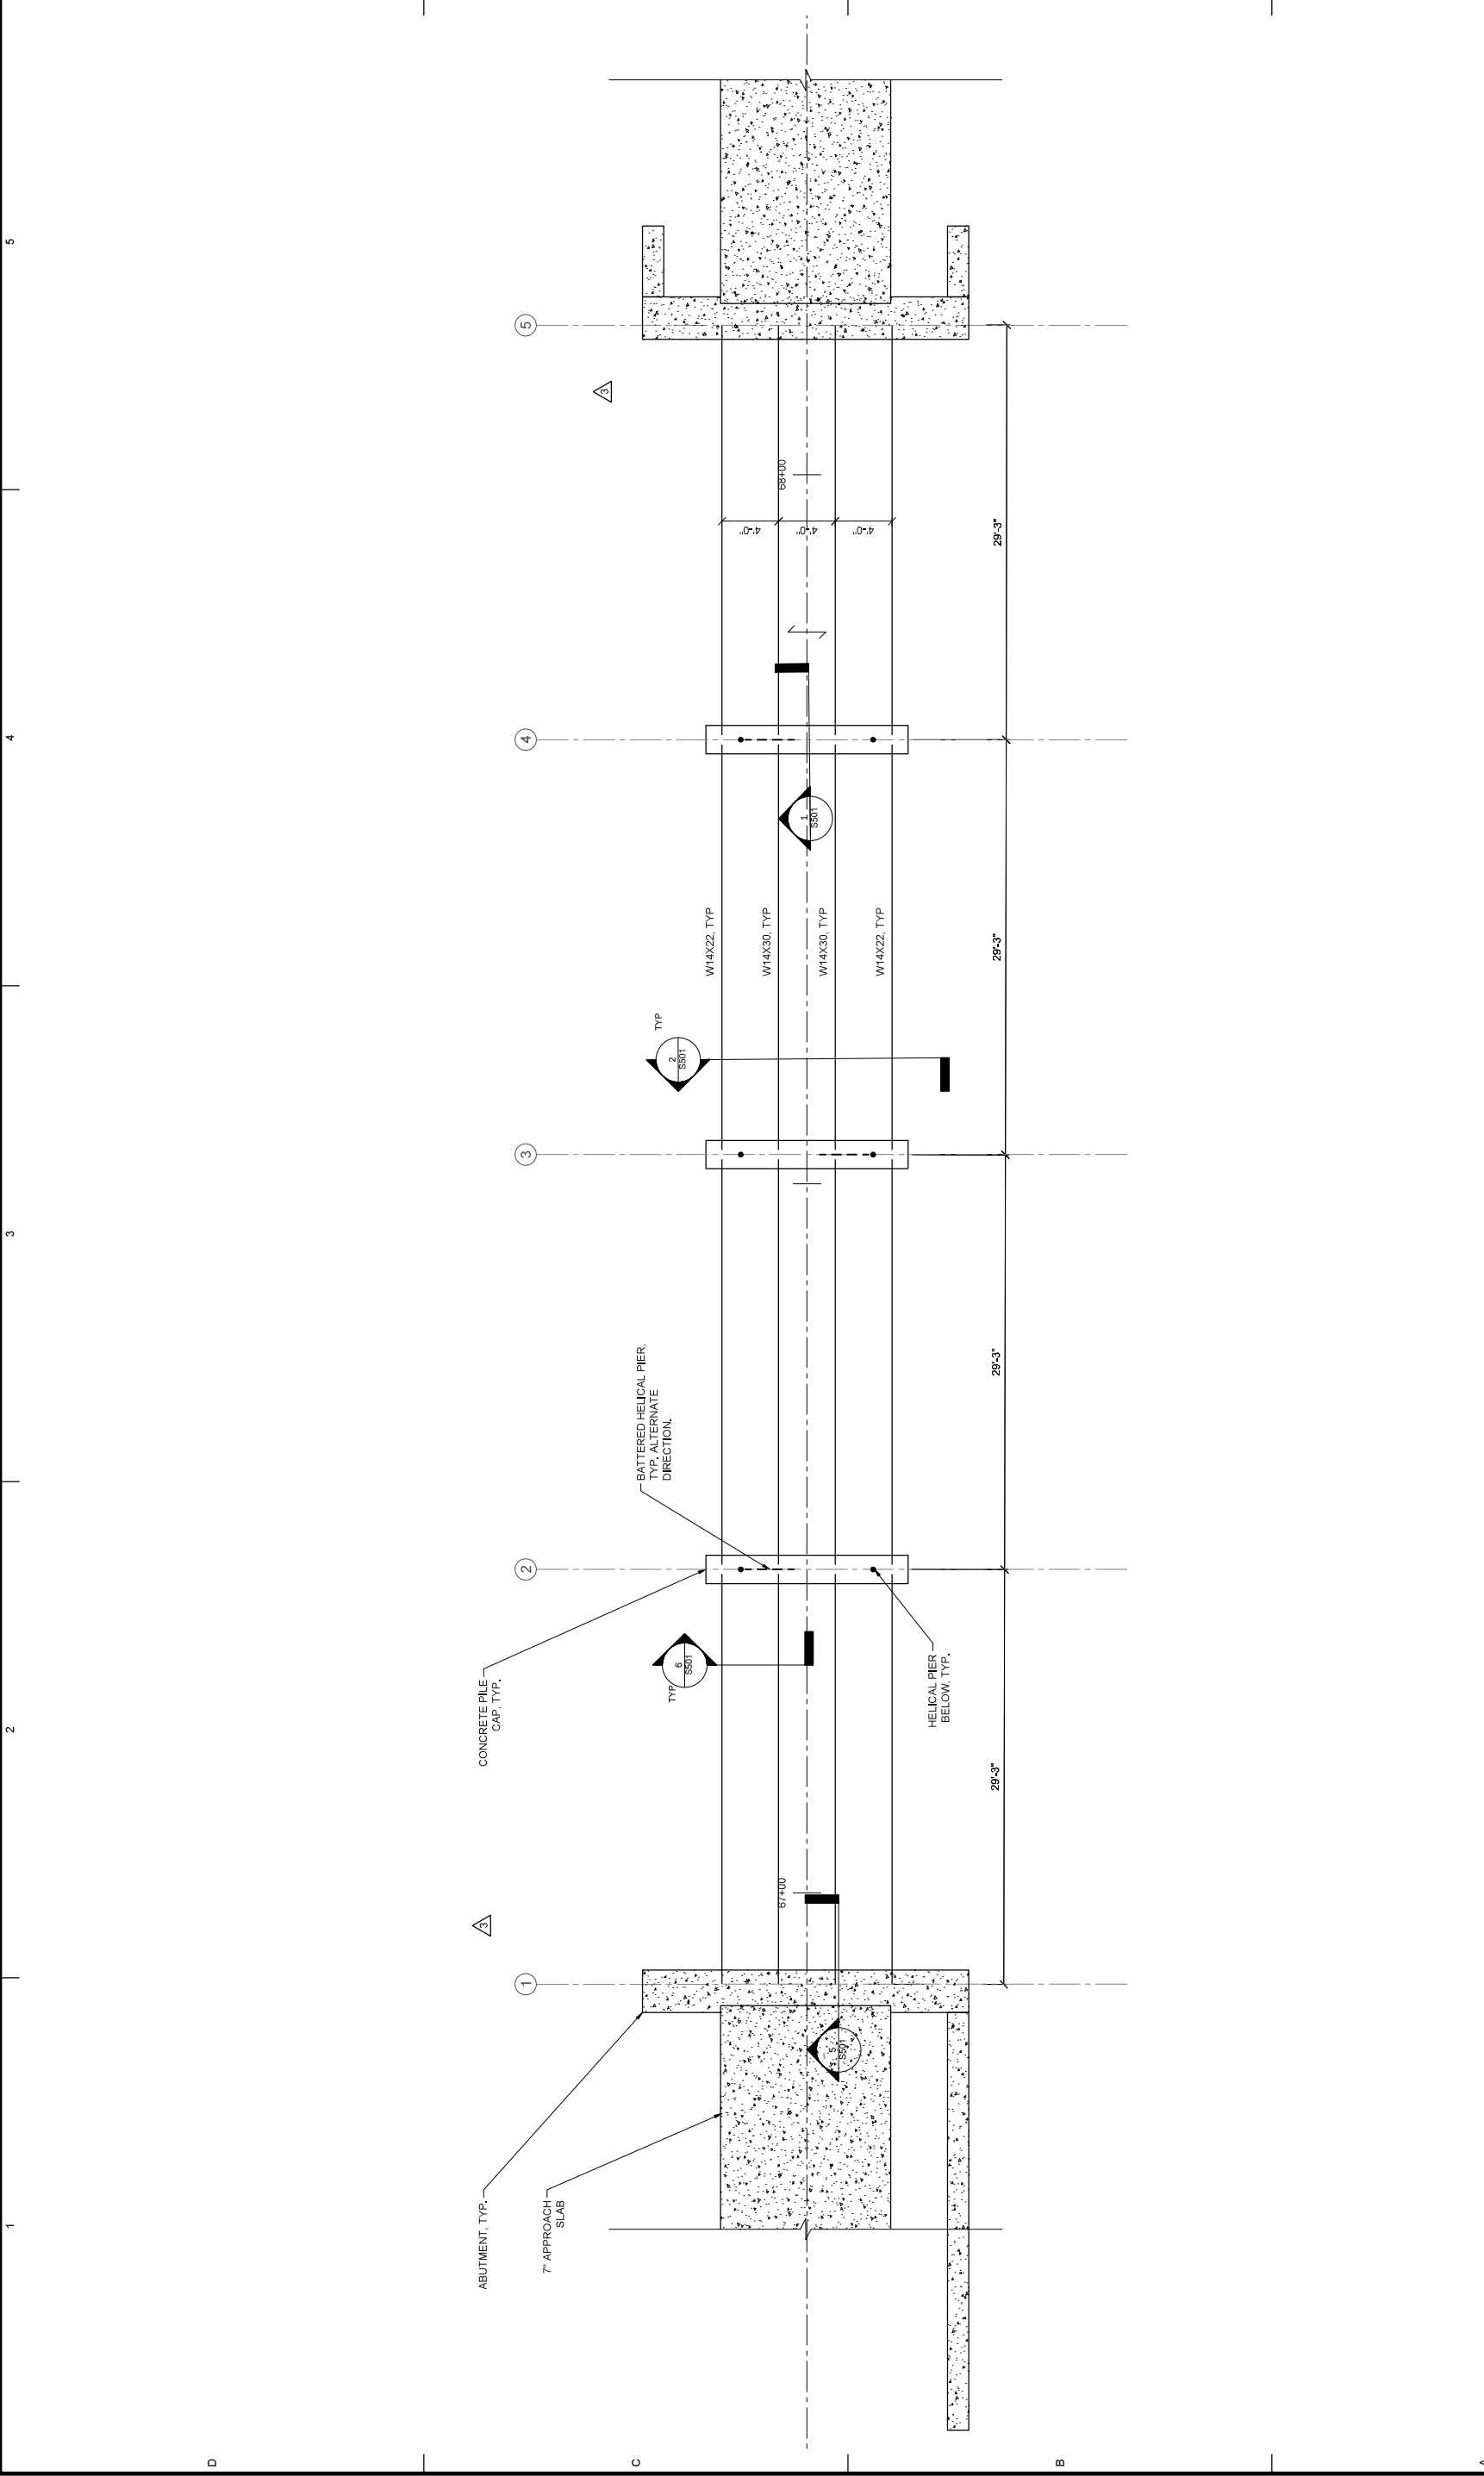 1
2
3
4
5
D
C
B
1
2
3
4
5
3
3
ABUTMENT, TYP.
7" APPROACH
SLAB
CONCRETE PILE
CAP, TYP.
BATTERED HELICAL PIER,
TYP. ALTERNATE
DIRECTION.
HELICAL PIER
BELOW, TYP.
TYP
6
S501
TYP
2
S501
1
S501
5
S501
W14X22, TYP
W14X30, TYP
W14X30, TYP
W14X22, TYP
67+00
68+00
4'-0"
4'-0"
4'-0"
29'-3"
29'-3"
29'-3"
29'-3"